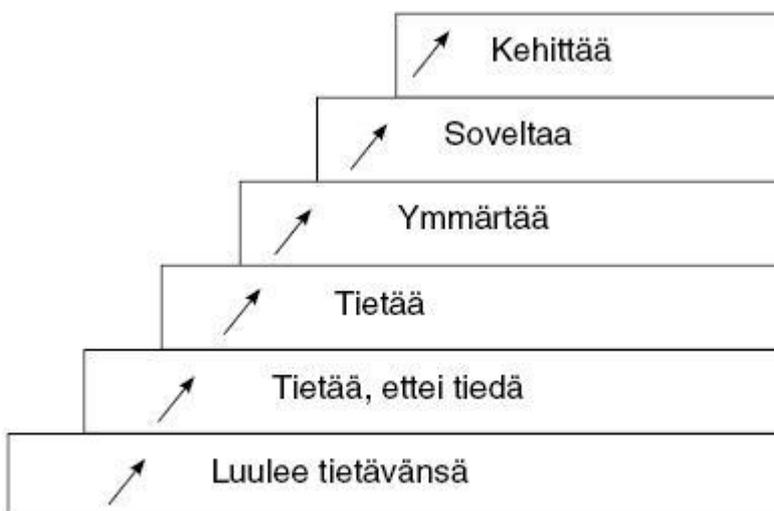 Kehittää
Soveltaa
Ymmärtää
Tietää
Tietää, ettei tiedä
Luulee tietävänsä